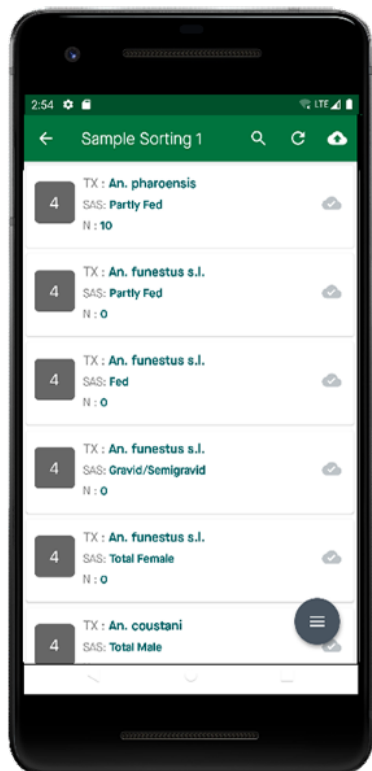 2:54 LTE
Sample Sorting 1
TX : An. pharoensis
4 SAS: Partly Fed
N : 10
TX : An. funestus s.l.
4 SAS: Partly Fed
N : 0
TX : An. funestus s.l.
4 SAS: Fed
N : 0
TX : An. funestus s.l.
4 SAS: Gravid/Semigravid
N : 0
TX : An. funestus s.l.
4 SAS: Total Female
N : 0
TX : An. coustani
4 SAS: Total Male